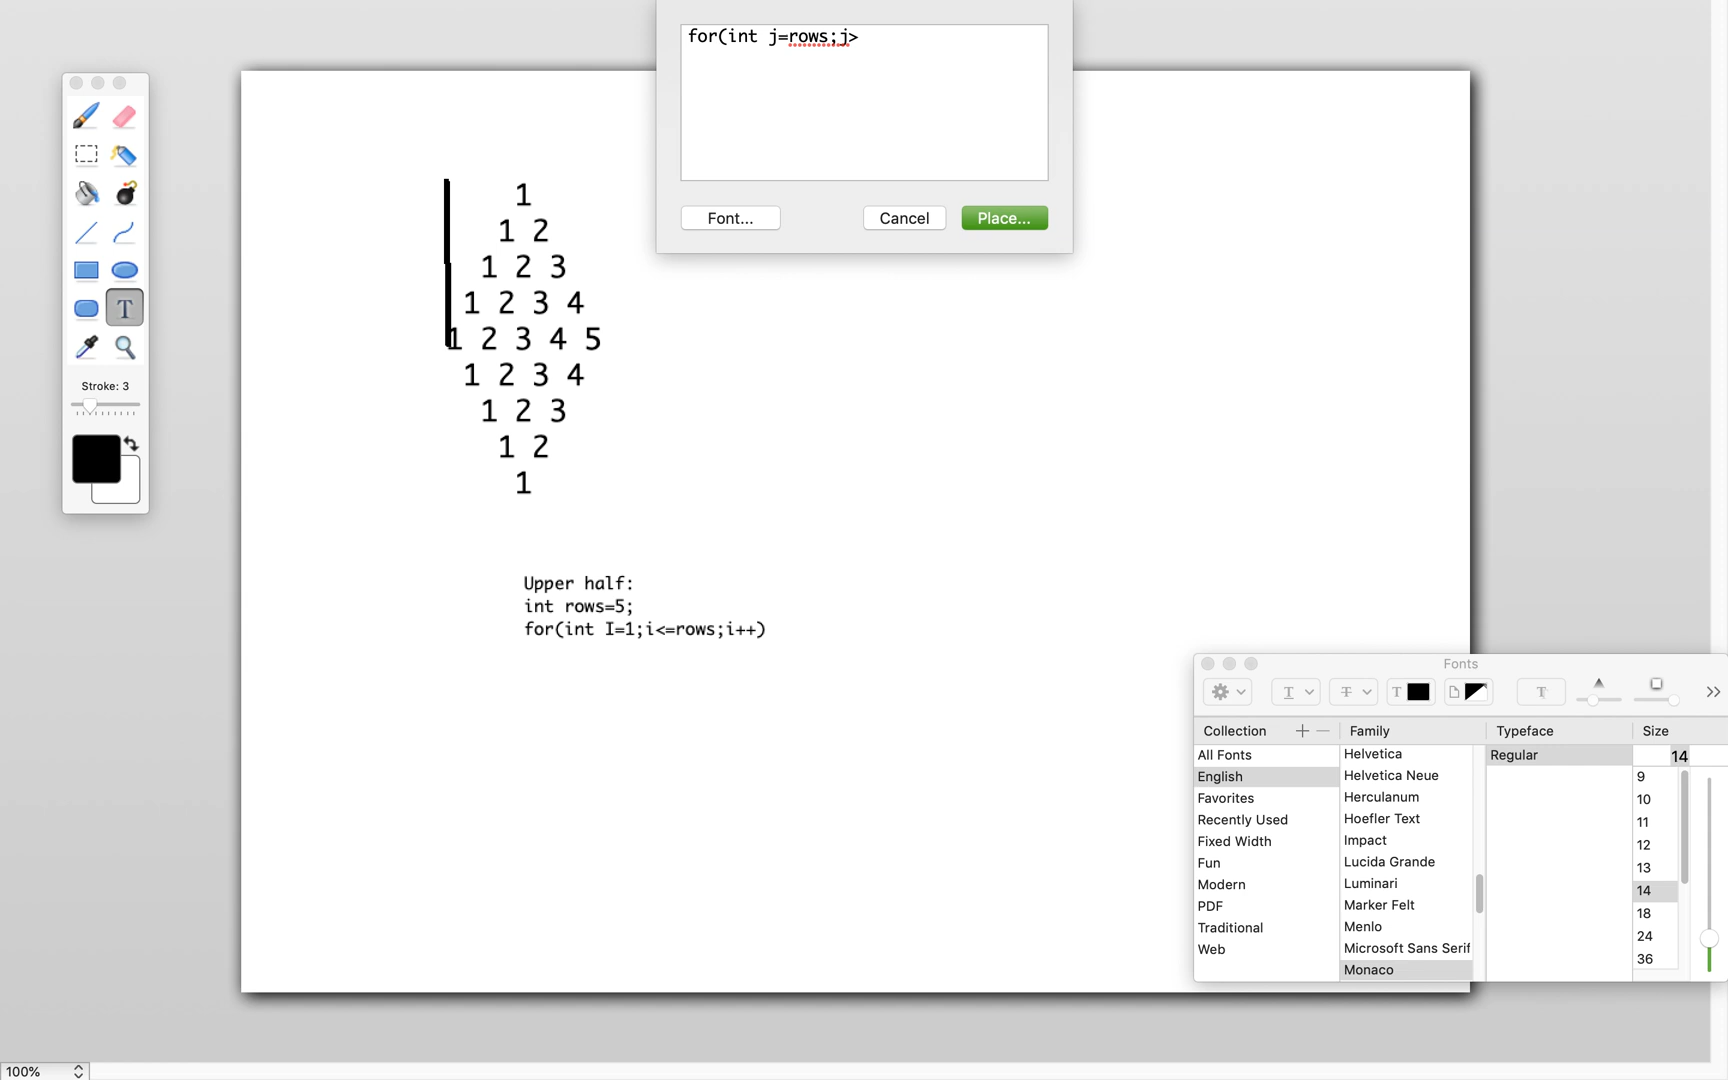 for(int j=rows;j>
Font...
Cancel
Place...
1
1 2
1 2 3
1 2 3 4
1 2 3 4 5
1 2 3 4
1 2 3
1 2
1
Stroke: 3
Upper half:
int rows=5;
for(int I=1;i<=rows;i++)
Fonts
Collection
Family
Typeface
Size
All Fonts
English
Favorites
Recently Used
Fixed Width
Fun
Modern
PDF
Traditional
Web
Helvetica
Helvetica Neue
Herculanum
Hoefler Text
Impact
Lucida Grande
Luminari
Marker Felt
Menlo
Microsoft Sans Serif
Monaco
Regular
14
9
10
11
12
13
14
18
24
36
100%